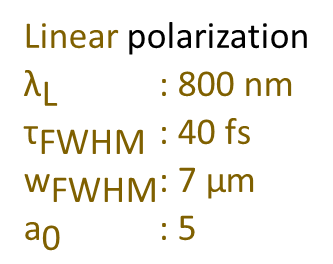 Linear polarization
λL : 800 nm
τFWHM : 40 fs
wFWHM: 7 μm
a0 : 5